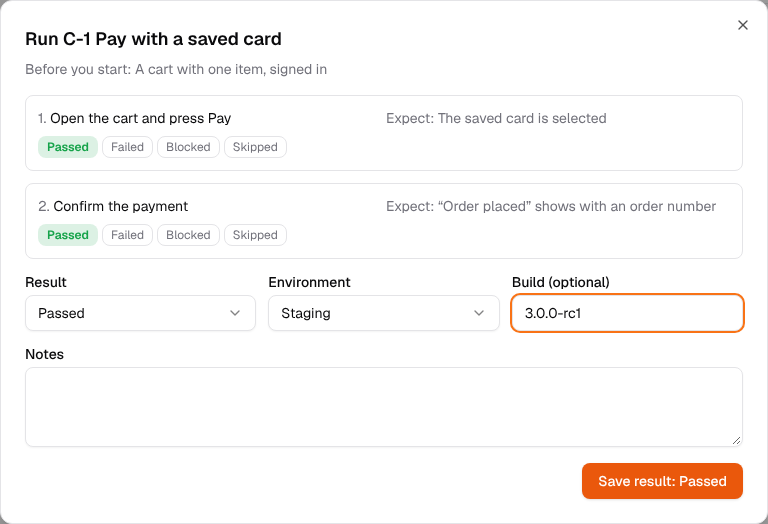 Run C-1 Pay with a saved card
Before you start: A cart with one item, signed in
1. Open the cart and press Pay
Expect: The saved card is selected
Passed Failed Blocked Skipped
2. Confirm the payment
Expect: “Order placed” shows with an order number
Passed Failed Blocked Skipped
Result Environment Build (optional)
Passed Staging 3.0.0-rc1
Notes
Save result: Passed